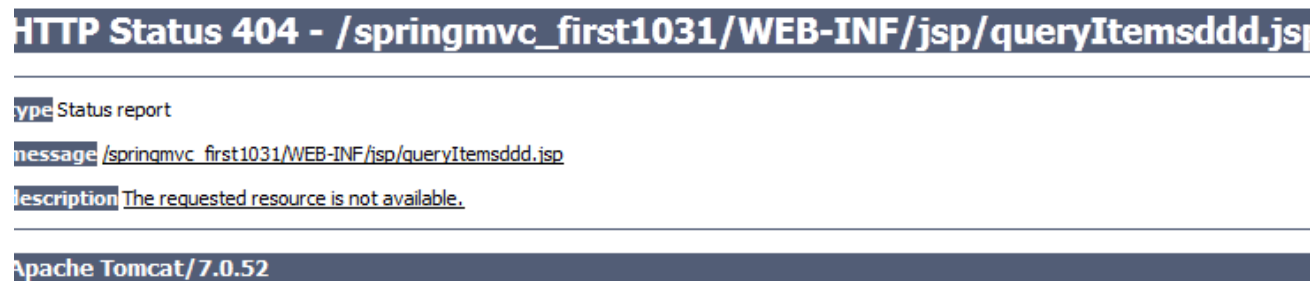 HTTP Status 404 - /springmvc_first1031/WEB-INF/jsp/queryItemsddd.jsp
type Status report
message /springmvc_first1031/WEB-INF/jsp/queryItemsddd.jsp
description The requested resource is not available.
Apache Tomcat/7.0.52